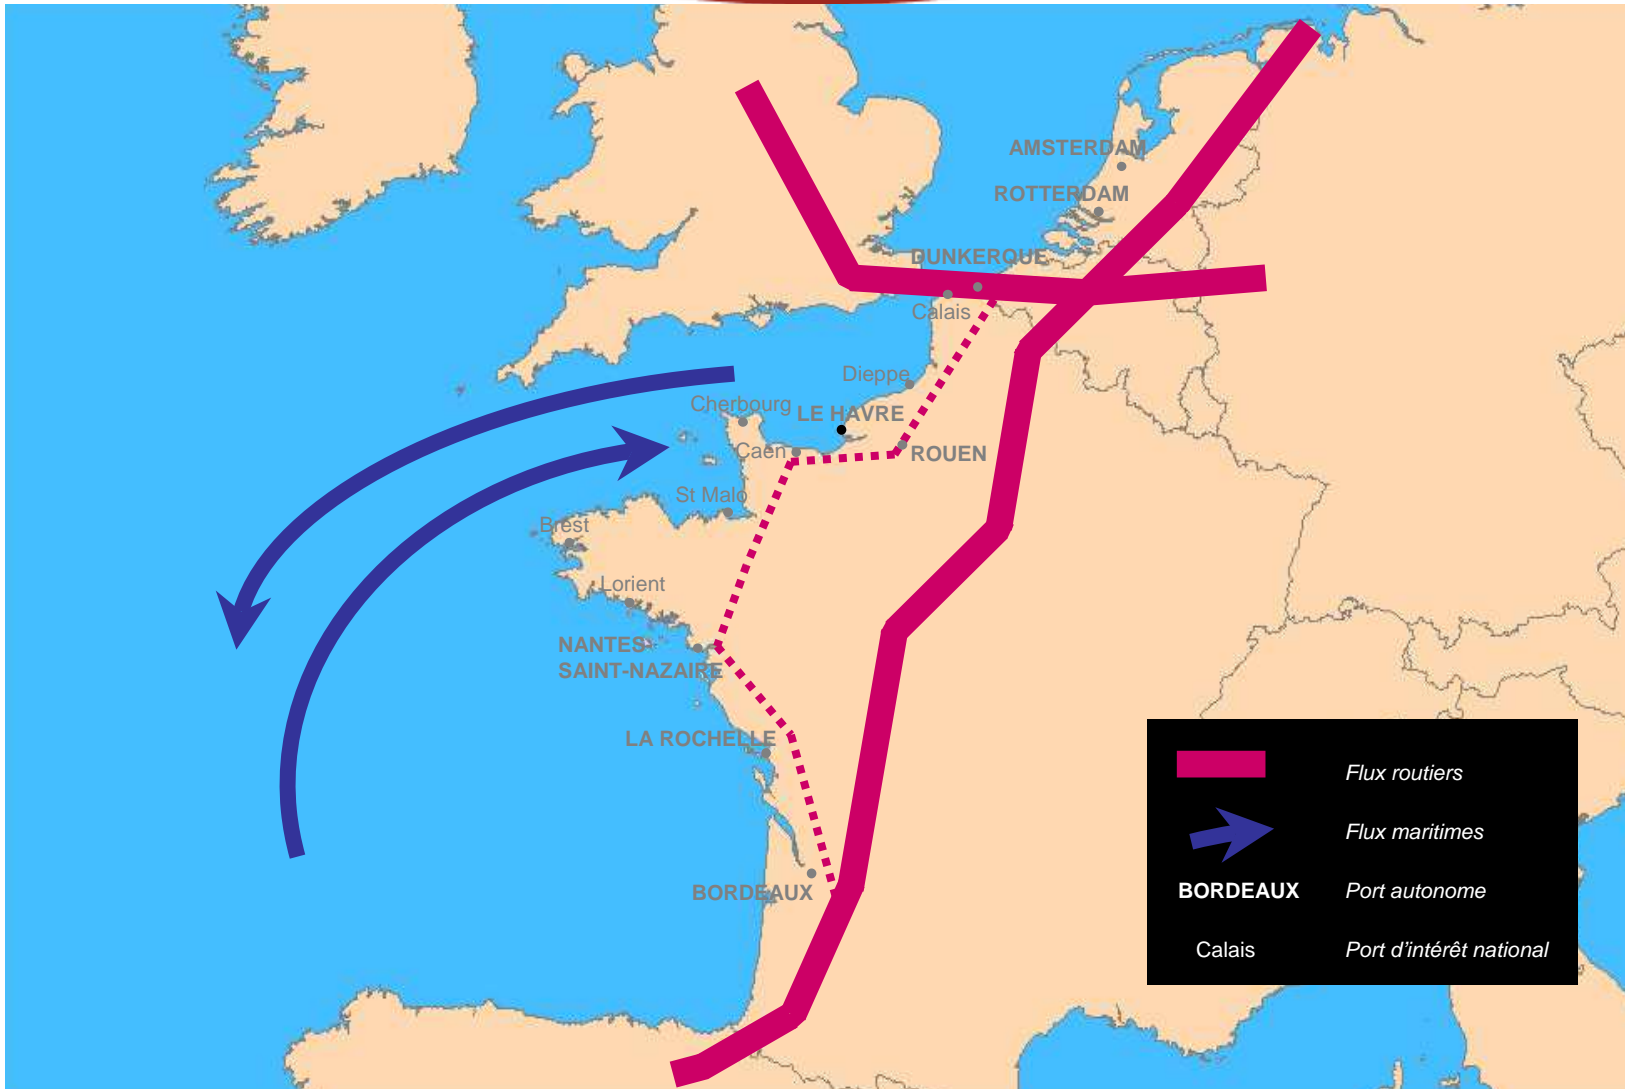 AMSTERDAM
ROTTERDAM
DUNKERQUE
Calais
Dieppe
Cherbourg
LE HAVRE
Caen
ROUEN
St Malo
Brest
Lorient
NANTES-
SAINT-NAZAIRE
LA ROCHELLE
BORDEAUX
Flux routiers
Flux maritimes
BORDEAUX Port autonome
Calais Port d'intérêt national